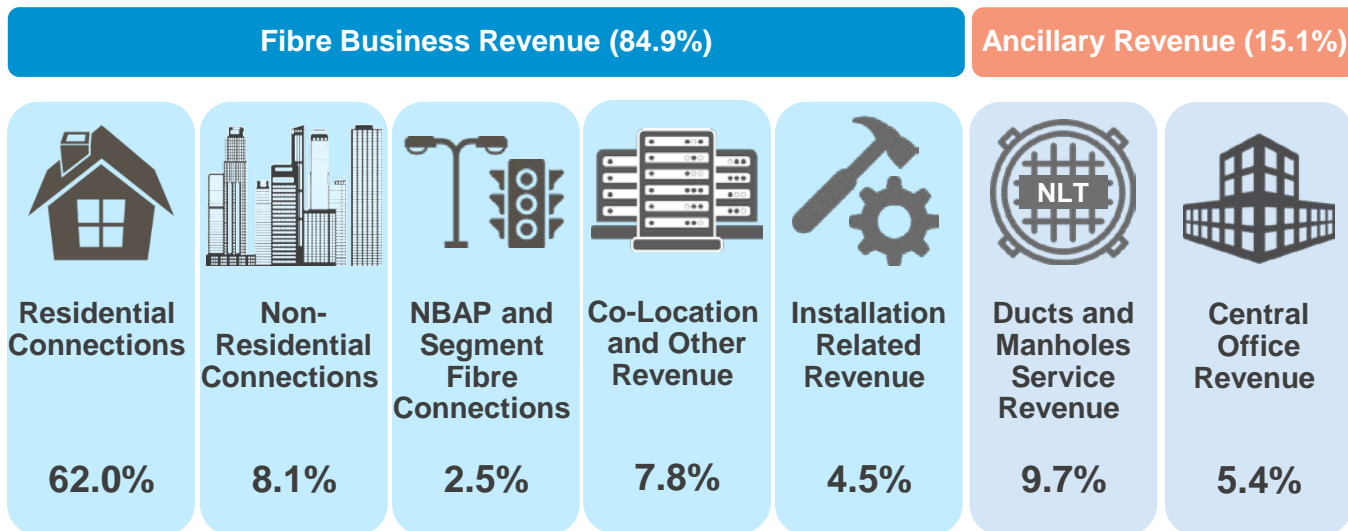 Fibre Business Revenue (84.9%)
Ancillary Revenue (15.1%)
NLT
Residential
Connections
62.0%
Non-
Residential
Connections
8.1%
NBAP and
Segment
Fibre
Connections
2.5%
Co-Location
and Other
Revenue
7.8%
Installation
Related
Revenue
4.5%
Ducts and
Manholes
Service
Revenue
9.7%
Central
Office
Revenue
5.4%